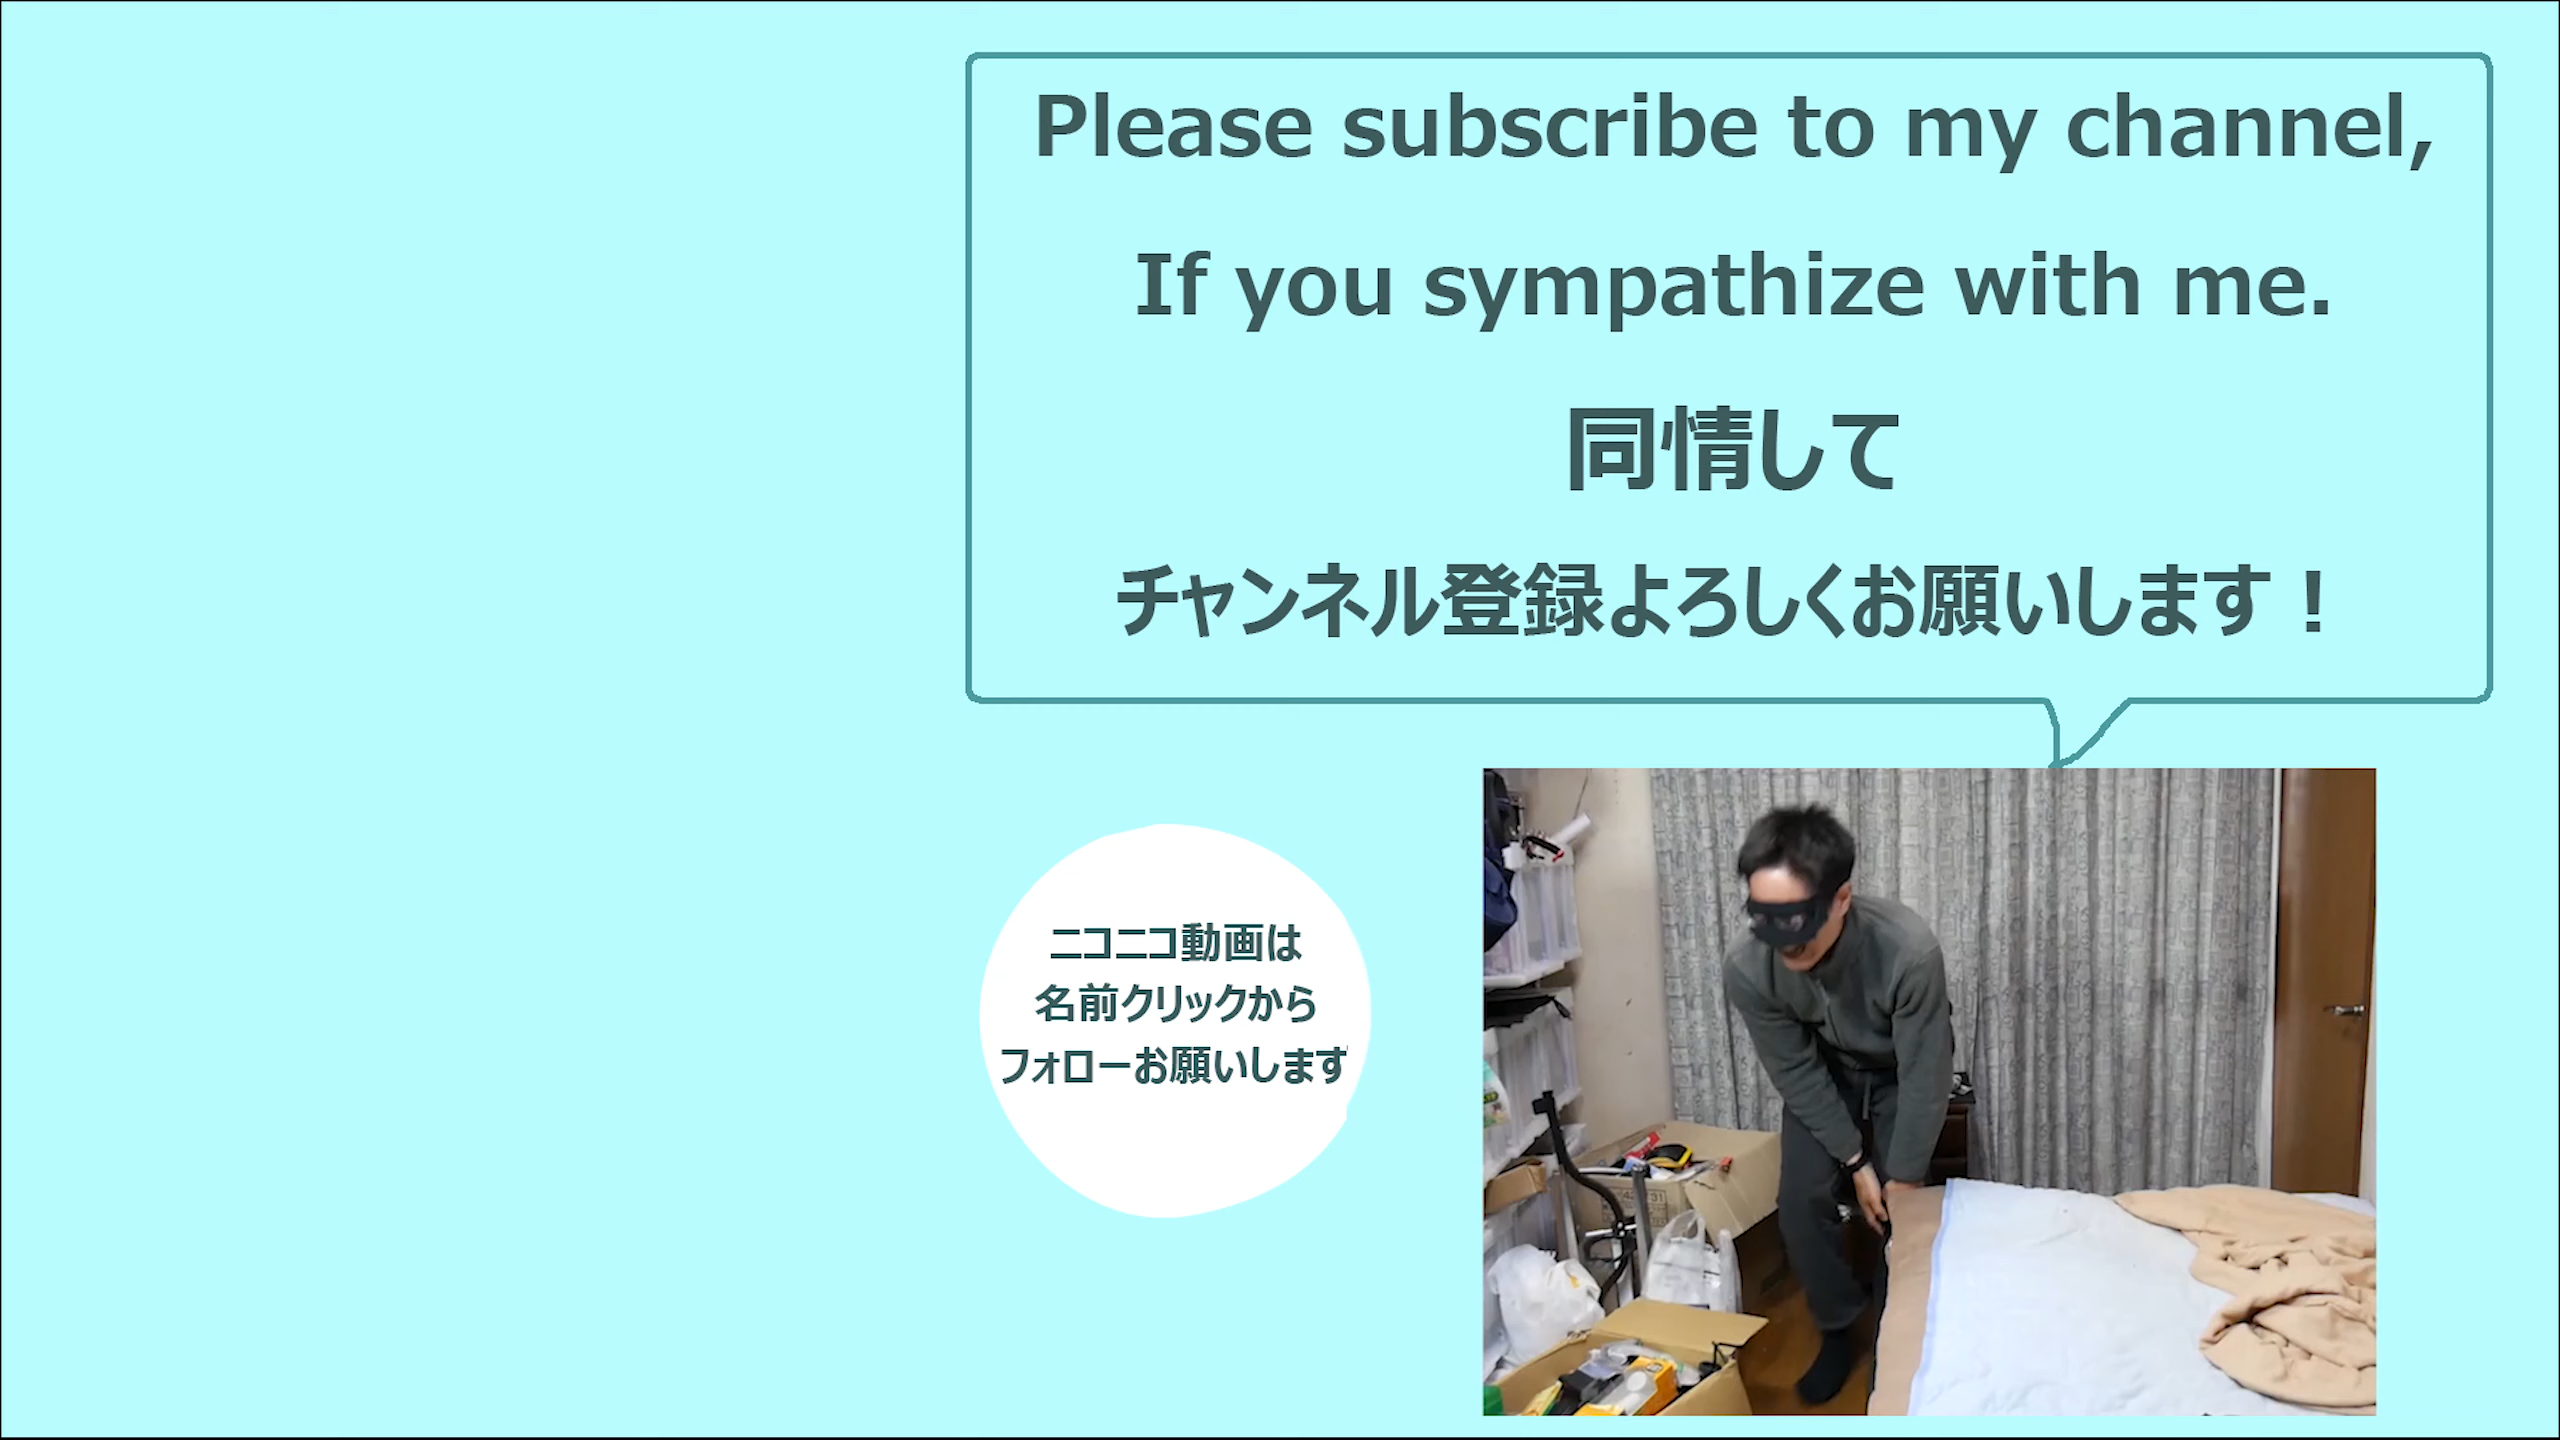 Please subscribe to my channel,
If you sympathize with me.
同情して
チャンネル登録よろしくお願いします！
ニコニコ動画は
名前クリックから
フォローお願いします